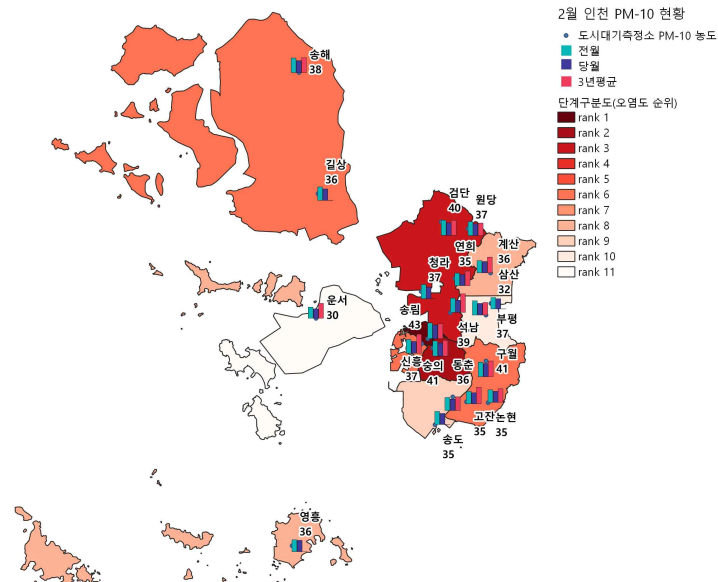 2월 인천 PM-10 현황
도시대기측정소 PM-10 농도
전월
당월
3년평균
단계구분도(오염도 순위)
rank 1
rank 2
rank 3
rank 4
rank 5
rank 6
rank 7
rank 8
rank 9
rank 10
rank 11
송해
38
길상
36
검단
40
원당
37
연희
35
계산
36
청라
37
삼산
32
운서
30
송림
43
석남
39
부평
37
신흥
37
숭의
41
동춘
36
구월
41
고잔
35
논현
35
송도
35
영흥
36